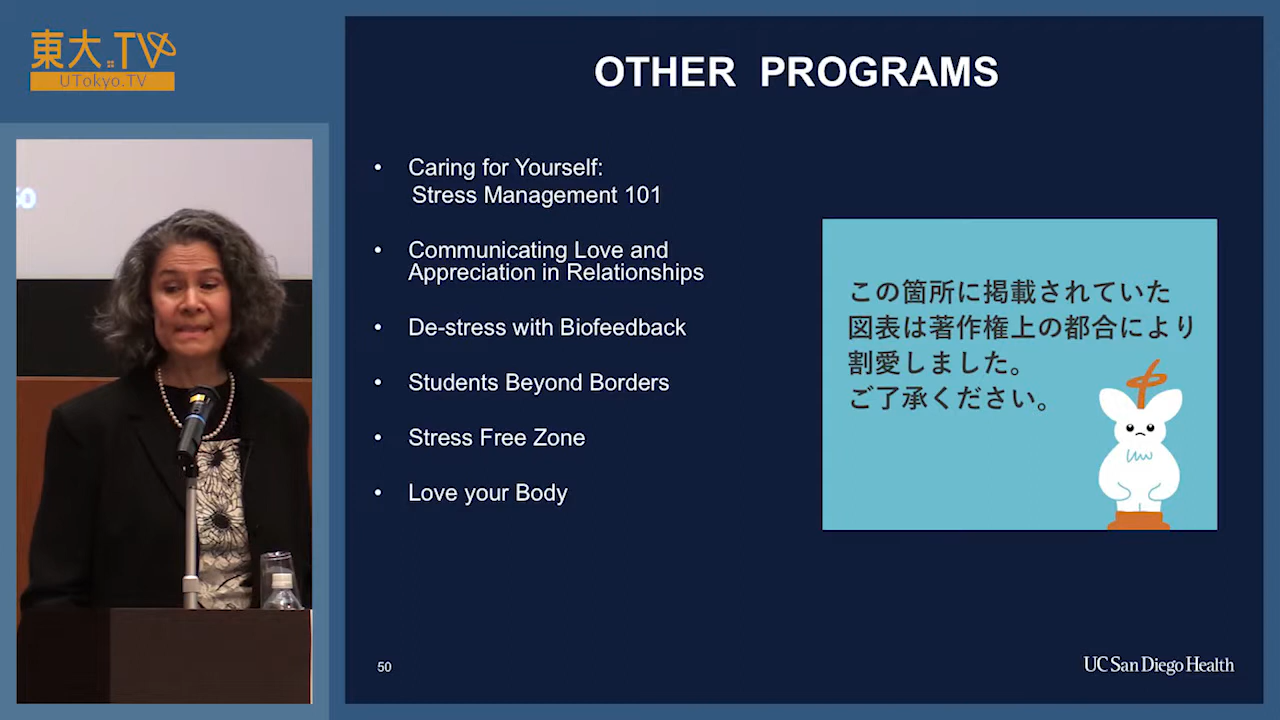 東大.TV
UTokyo.TV
OTHER PROGRAMS
• Caring for Yourself:
Stress Management 101
• Communicating Love and
Appreciation in Relationships
• De-stress with Biofeedback
• Students Beyond Borders
• Stress Free Zone
• Love your Body
この箇所に掲載されていた
図表は著作権上の都合により
割愛しました。
ご了承ください。
50
UC San Diego Health